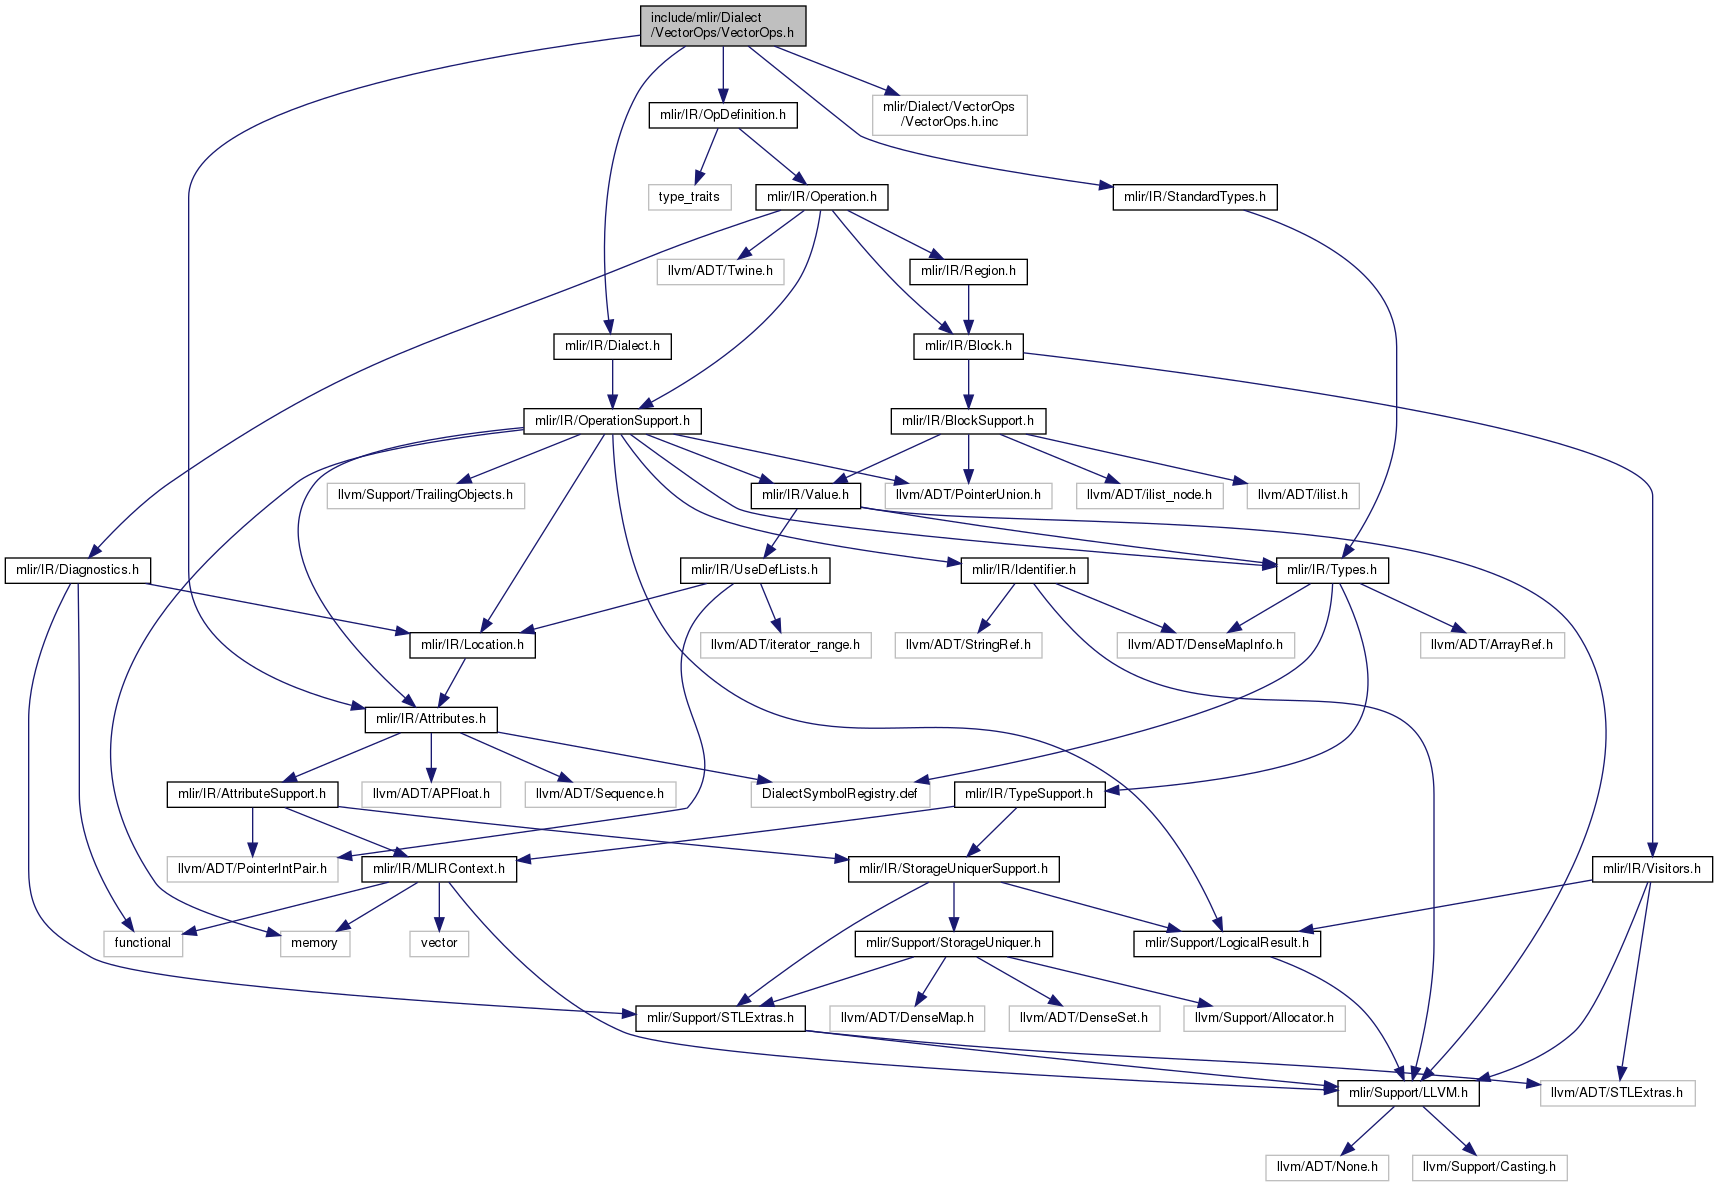 include/mlir/Dialect
/VectorOps/VectorOps.h
mlir/Dialect/VectorOps
/VectorOps.h.inc
mlir/IR/OpDefinition.h
type_traits
mlir/IR/Operation.h
mlir/IR/StandardTypes.h
llvm/ADT/Twine.h
mlir/IR/Region.h
mlir/IR/Dialect.h
mlir/IR/Block.h
mlir/IR/OperationSupport.h
mlir/IR/BlockSupport.h
llvm/Support/TrailingObjects.h
mlir/IR/Value.h
llvm/ADT/PointerUnion.h
llvm/ADT/ilist_node.h
llvm/ADT/ilist.h
mlir/IR/Diagnostics.h
mlir/IR/UseDefLists.h
mlir/IR/Identifier.h
mlir/IR/Types.h
mlir/IR/Location.h
llvm/ADT/iterator_range.h
llvm/ADT/StringRef.h
llvm/ADT/DenseMapInfo.h
llvm/ADT/ArrayRef.h
mlir/IR/Attributes.h
mlir/IR/AttributeSupport.h
llvm/ADT/APFloat.h
llvm/ADT/Sequence.h
DialectSymbolRegistry.def
mlir/IR/TypeSupport.h
llvm/ADT/PointerIntPair.h
mlir/IR/MLIRContext.h
mlir/IR/StorageUniquerSupport.h
mlir/IR/Visitors.h
functional
memory
vector
mlir/Support/StorageUniquer.h
mlir/Support/LogicalResult.h
mlir/Support/STLExtras.h
llvm/ADT/DenseMap.h
llvm/ADT/DenseSet.h
llvm/Support/Allocator.h
mlir/Support/LLVM.h
llvm/ADT/STLExtras.h
llvm/ADT/None.h
llvm/Support/Casting.h